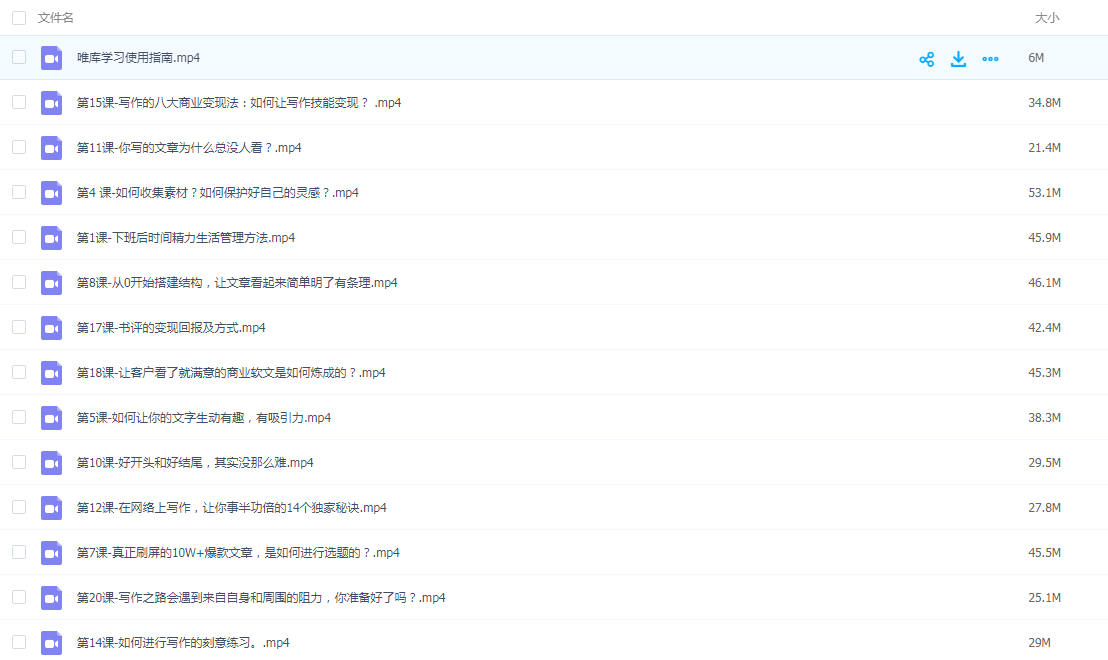 文件名 大小
唯库学习使用指南.mp4 6M
第15课-写作的八大商业变现法：如何让写作技能变现？ .mp4 34.8M
第11课-你写的文章为什么总没人看？.mp4 21.4M
第4 课-如何收集素材？如何保护好自己的灵感？.mp4 53.1M
第1课-下班后时间精力生活管理方法.mp4 45.9M
第8课-从0开始搭建结构，让文章看起来简单明了有条理.mp4 46.1M
第17课-书评的变现回报及方式.mp4 42.4M
第18课-让客户看了就满意的商业软文是如何炼成的？.mp4 45.3M
第5课-如何让你的文字生动有趣，有吸引力.mp4 38.3M
第10课-好开头和好结尾，其实没那么难.mp4 29.5M
第12课-在网络上写作，让你事半功倍的14个独家秘诀.mp4 27.8M
第7课-真正刷屏的10W+爆款文章，是如何进行选题的？.mp4 45.5M
第20课-写作之路会遇到来自自身和周围的阻力，你准备好了吗？.mp4 25.1M
第14课-如何进行写作的刻意练习。.mp4 29M